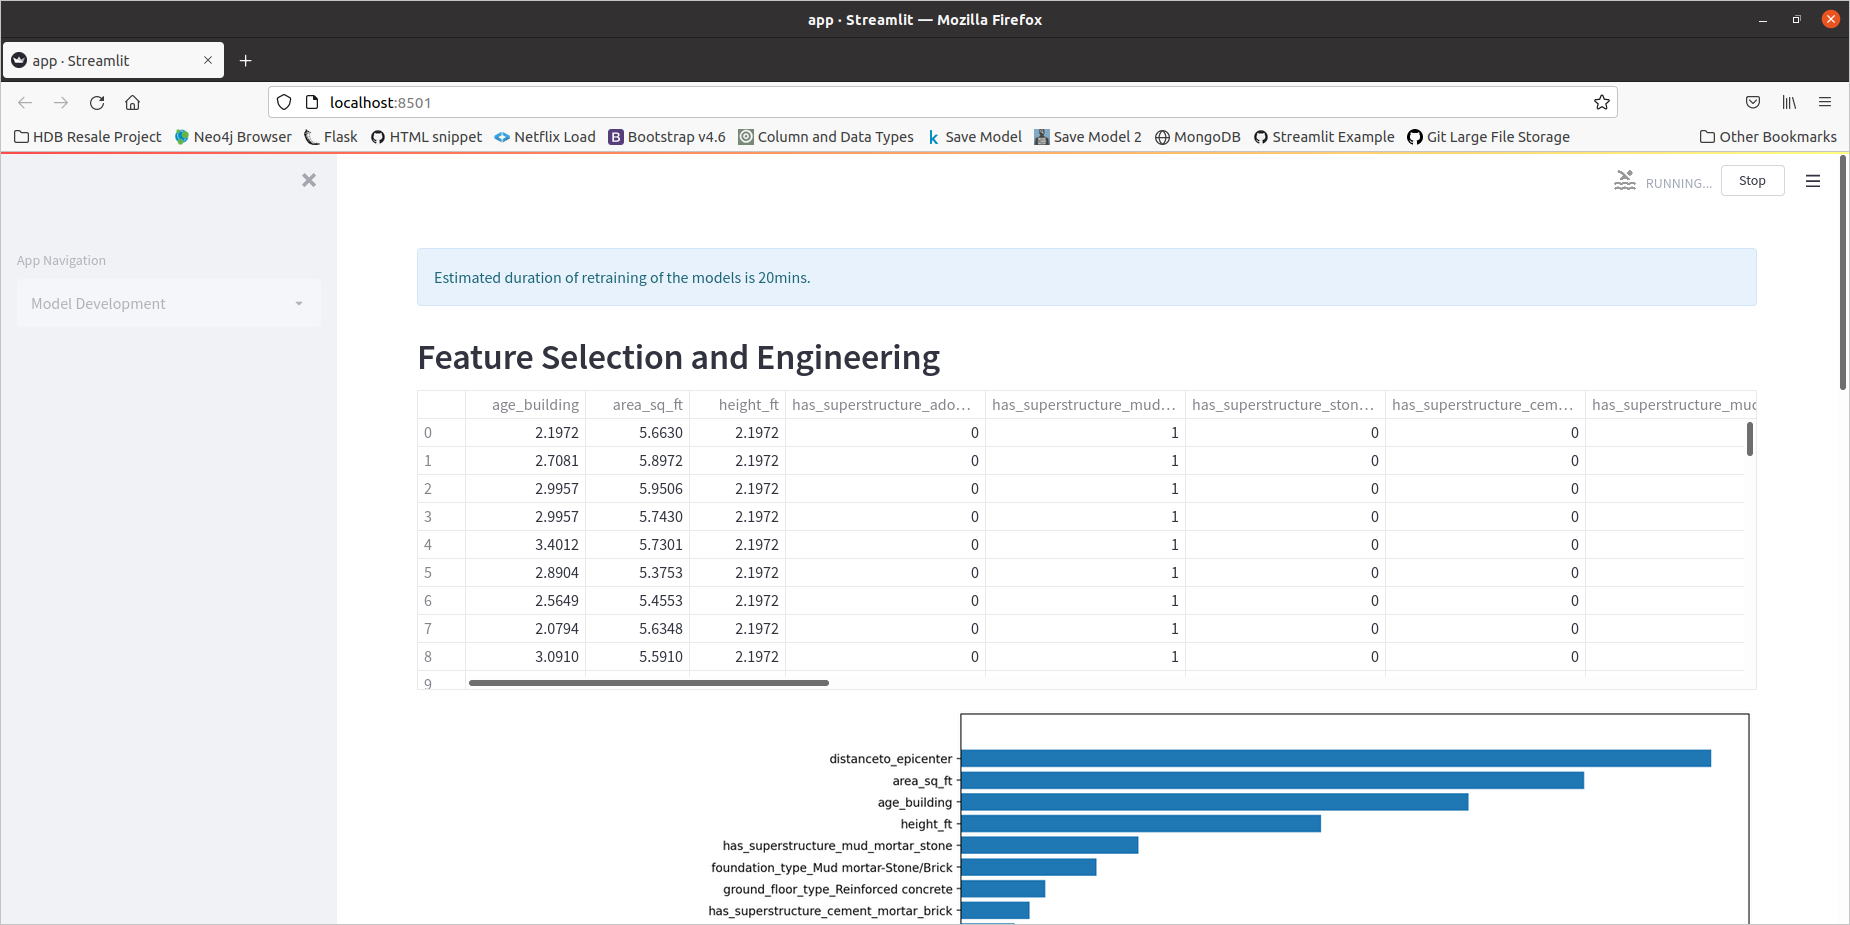 app · Streamlit — Mozilla Firefox
app · Streamlit
localhost:8501
HDB Resale Project Neo4j Browser Flask HTML snippet Netflix Load Bootstrap v4.6 Column and Data Types Save Model Save Model 2 MongoDB Streamlit Example Git Large File Storage Other Bookmarks
RUNNING... Stop
App Navigation
Model Development
Estimated duration of retraining of the models is 20mins.
Feature Selection and Engineering
age_building area_sq_ft height_ft has_superstructure_ado... has_superstructure_mud... has_superstructure_ston... has_superstructure_cem... has_superstructure_muc
0 2.1972 5.6630 2.1972 0 1 0 0
1 2.7081 5.8972 2.1972 0 1 0 0
2 2.9957 5.9506 2.1972 0 1 0 0
3 2.9957 5.7430 2.1972 0 1 0 0
4 3.4012 5.7301 2.1972 0 1 0 0
5 2.8904 5.3753 2.1972 0 1 0 0
6 2.5649 5.4553 2.1972 0 1 0 0
7 2.0794 5.6348 2.1972 0 1 0 0
8 3.0910 5.5910 2.1972 0 1 0 0
9
distanceto_epicenter
area_sq_ft
age_building
height_ft
has_superstructure_mud_mortar_stone
foundation_type_Mud mortar-Stone/Brick
ground_floor_type_Reinforced concrete
has_superstructure_cement_mortar_brick